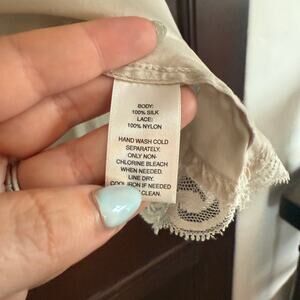 BODY:
100% SILK
LACE:
100% NYLON
HAND WASH COLD
SEPARATELY.
ONLY NON-
CHLORINE BLEACH
WHEN NEEDED.
LINE DRY.
COOL IRON IF NEEDED
CLEAN.